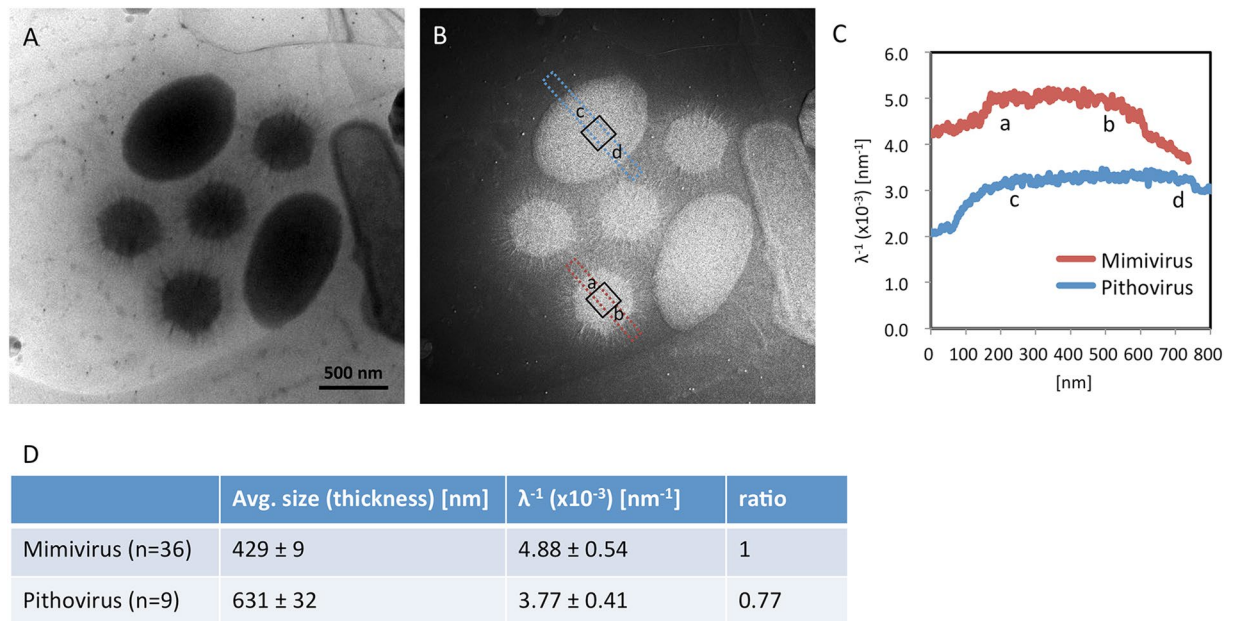 A
500 nm
B
c
d
a
b
C
λ⁻¹ (x10⁻³) [nm⁻¹]
6.0
5.0
4.0
3.0
2.0
1.0
0.0
a
b
c
d
Mimivirus
Pithovirus
0 100 200 300 400 500 600 700 800
[nm]
D
Avg. size (thickness) [nm] λ⁻¹ (x10⁻³) [nm⁻¹] ratio
Mimivirus (n=36) 429 ± 9 4.88 ± 0.54 1
Pithovirus (n=9) 631 ± 32 3.77 ± 0.41 0.77